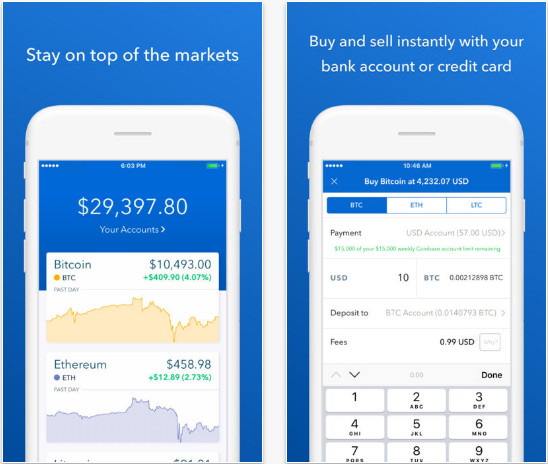 Stay on top of the markets
6:03 PM
$29,397.80
Your Accounts >
Bitcoin $10,493.00
BTC +$409.90 (4.07%)
PAST DAY
Ethereum $458.98
ETH +$12.89 (2.73%)
PAST DAY
Buy and sell instantly with your
bank account or credit card
10:46 AM
× Buy Bitcoin at 4,232.07 USD
BTC ETH LTC
Payment USD Account (57.00 USD) >
$15,000 of your $15,000 weekly Coinbase account limit remaining
USD 10 BTC 0.00212898 BTC
Deposit to BTC Account (0.0140793 BTC) >
Fees 0.99 USD Why?
0.00 Done
1 2 3
ABC DEF
4 5 6
GHI JKL MNO
7 8 9
PQRS TUV WXYZ